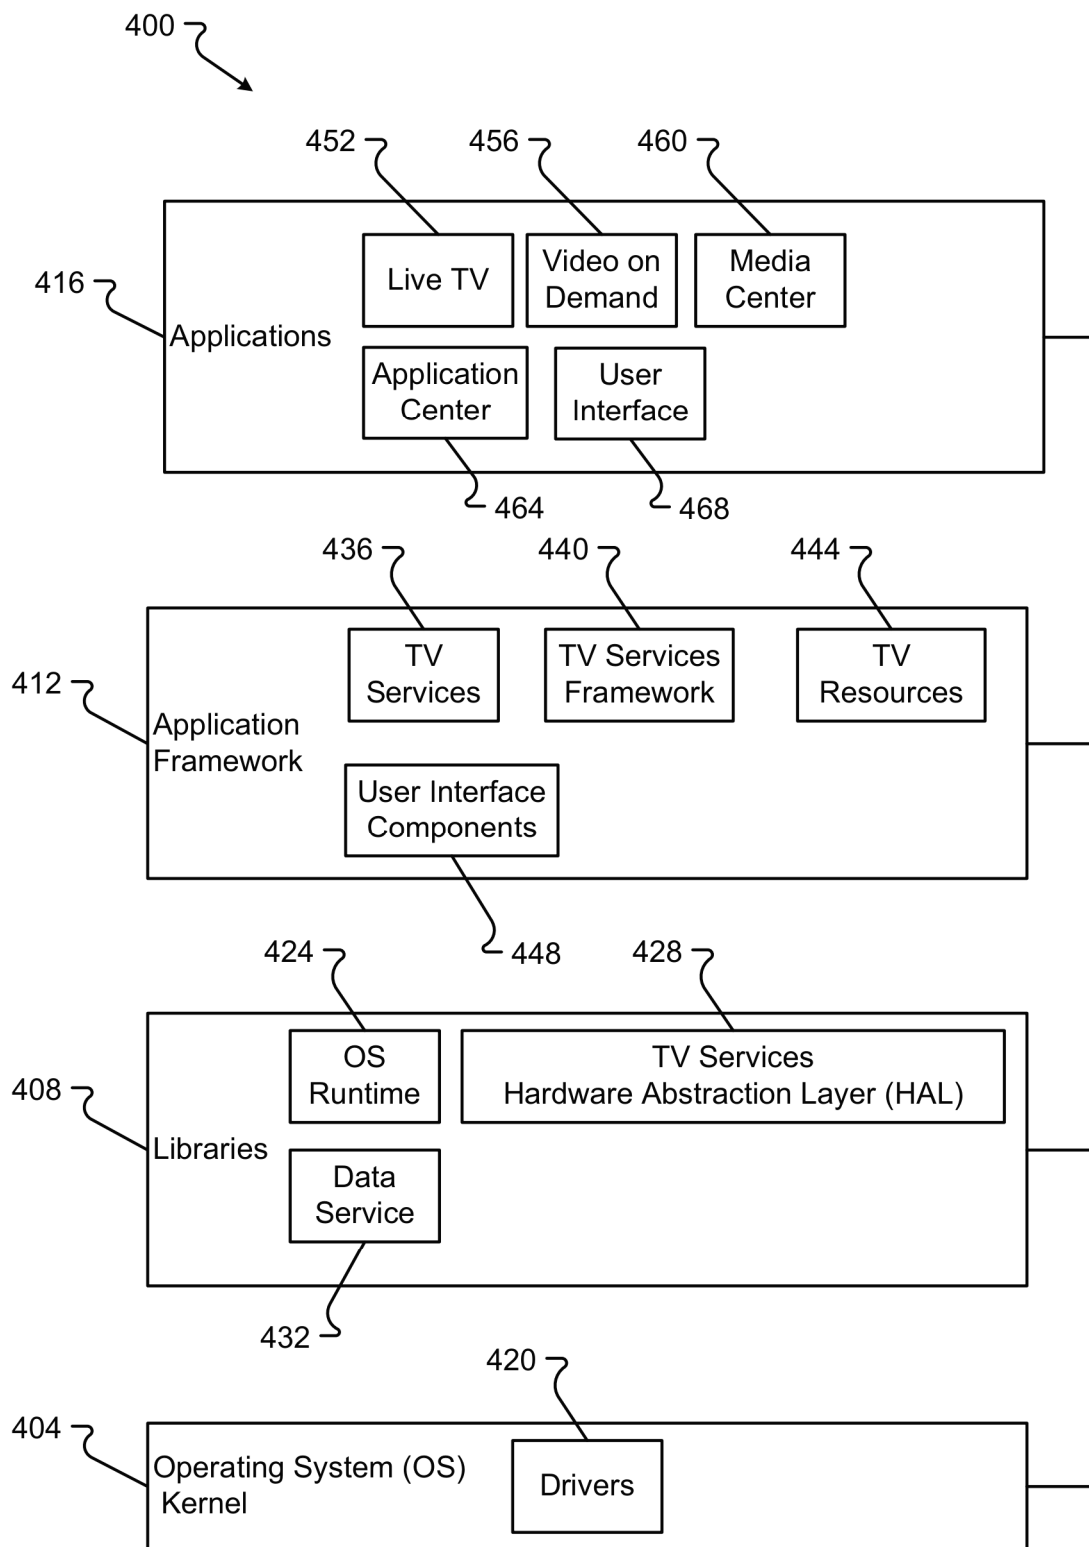 400
452
456
460
416
Applications
Live TV
Video on
Demand
Media
Center
Application
Center
User
Interface
464
468
436
440
444
412
Application
Framework
TV
Services
TV Services
Framework
TV
Resources
User Interface
Components
448
424
428
408
Libraries
OS
Runtime
TV Services
Hardware Abstraction Layer (HAL)
Data
Service
432
420
404
Operating System (OS)
Kernel
Drivers